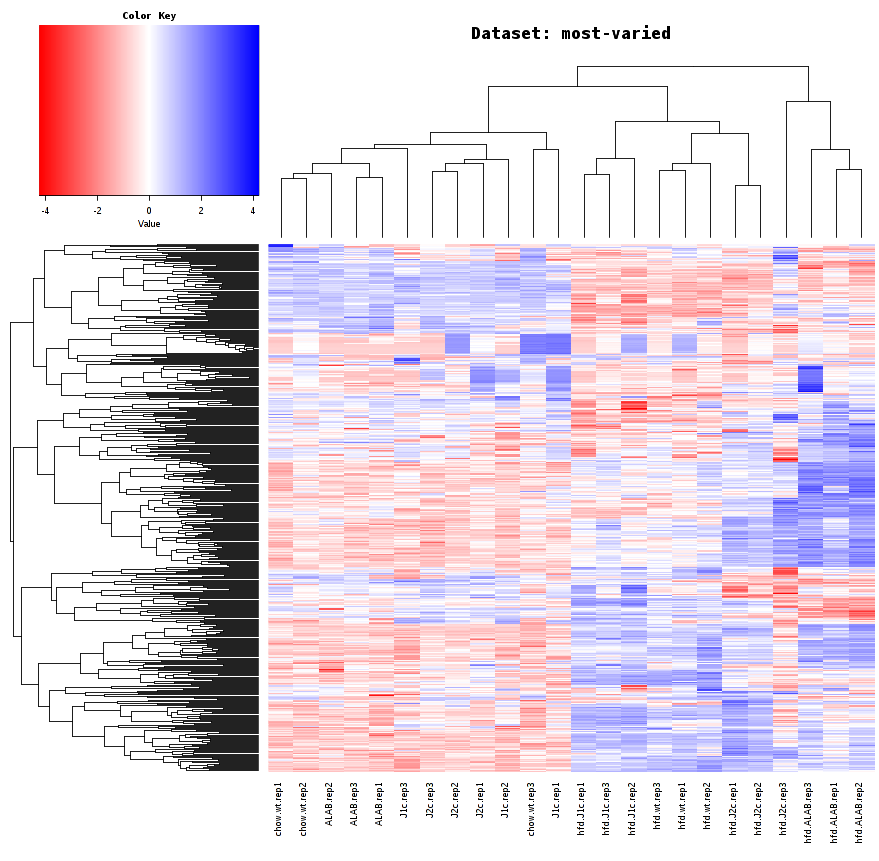 Color Key
Dataset: most-varied
-4 -2 0 2 4
Value
chow.wt.rep1
chow.wt.rep2
ALAB.rep2
ALAB.rep3
ALAB.rep1
J1c.rep3
J2c.rep3
J2c.rep2
J2c.rep1
J1c.rep2
chow.wt.rep3
J1c.rep1
hfd.J1c.rep1
hfd.J1c.rep3
hfd.J1c.rep2
hfd.wt.rep3
hfd.wt.rep1
hfd.wt.rep2
hfd.J2c.rep1
hfd.J2c.rep2
hfd.J2c.rep3
hfd.ALAB.rep3
hfd.ALAB.rep1
hfd.ALAB.rep2